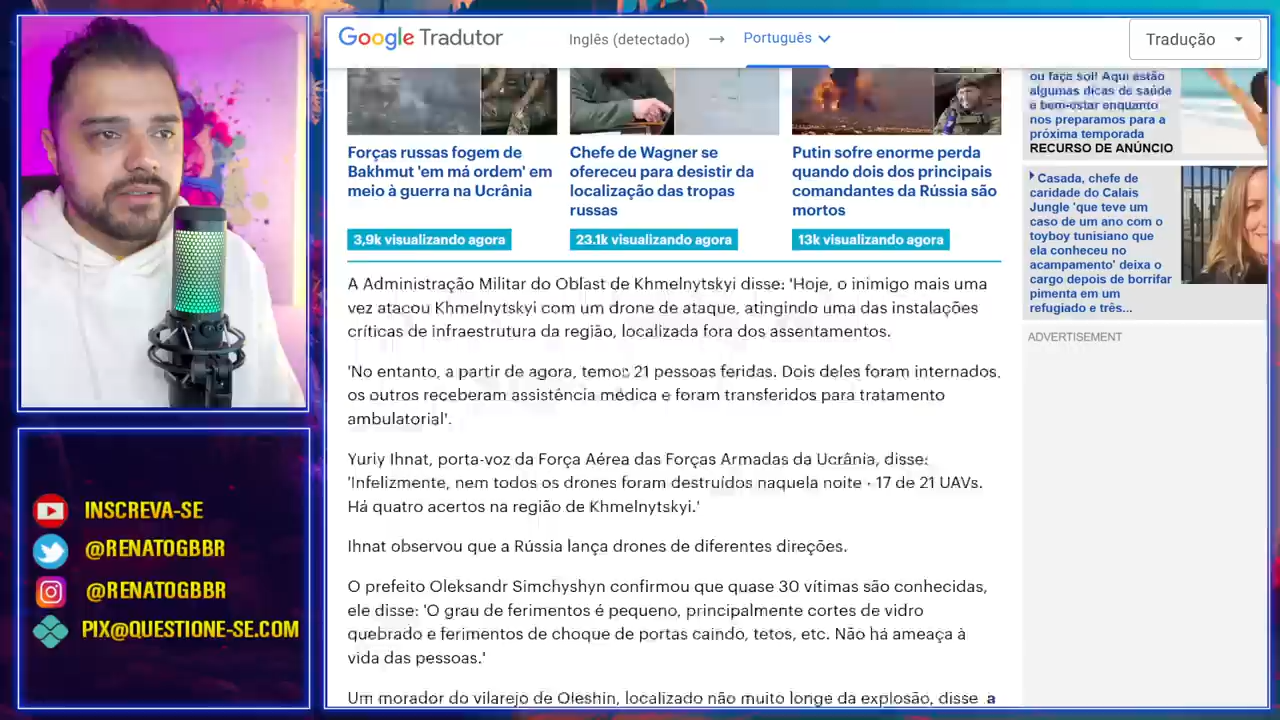 Google Tradutor
Inglês (detectado)
Português
Tradução
Forças russas fogem de
Bakhmut 'em má ordem' em
meio à guerra na Ucrânia
3,9k visualizando agora
Chefe de Wagner se
ofereceu para desistir da
localização das tropas
russas
23.1k visualizando agora
Putin sofre enorme perda
quando dois dos principais
comandantes da Rússia são
mortos
13k visualizando agora
A Administração Militar do Oblast de Khmelnytskyi disse: 'Hoje, o inimigo mais uma
vez atacou Khmelnytskyi com um drone de ataque, atingindo uma das instalações
críticas de infraestrutura da região, localizada fora dos assentamentos.
'No entanto, a partir de agora, temos 21 pessoas feridas. Dois deles foram internados,
os outros receberam assistência médica e foram transferidos para tratamento
ambulatorial'.
Yuriy Ihnat, porta-voz da Força Aérea das Forças Armadas da Ucrânia, disse:
'Infelizmente, nem todos os drones foram destruídos naquela noite - 17 de 21 UAVs.
Há quatro acertos na região de Khmelnytskyi.'
Ihnat observou que a Rússia lança drones de diferentes direções.
O prefeito Oleksandr Simchyshyn confirmou que quase 30 vítimas são conhecidas,
ele disse: 'O grau de ferimentos é pequeno, principalmente cortes de vidro
quebrado e ferimentos de choque de portas caindo, tetos, etc. Não há ameaça à
vida das pessoas.'
Um morador do vilarejo de Oleshin, localizado não muito longe da explosão, disse a
ou faça sol! Aqui estão
algumas dicas de saúde
e bem-estar enquanto
nos preparamos para a
próxima temporada
RECURSO DE ANÚNCIO
Casada, chefe de
caridade do Calais
Jungle 'que teve um
caso de um ano com o
toyboy tunisiano que
ela conheceu no
acampamento' deixa o
cargo depois de borrifar
pimenta em um
refugiado e três...
ADVERTISEMENT
INSCREVA-SE
@RENATOGBBR
@RENATOGBBR
PIX@QUESTIONE-SE.COM